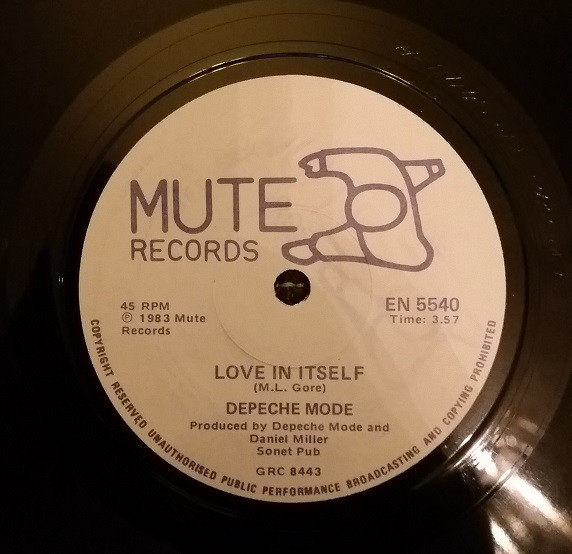 MUTE
RECORDS
45 RPM
℗ 1983 Mute
Records
EN 5540
Time: 3.57
LOVE IN ITSELF
(M.L. Gore)
DEPECHE MODE
Produced by Depeche Mode and
Daniel Miller
Sonet Pub
GRC 8443
COPYRIGHT RESERVED UNAUTHORISED PUBLIC PERFORMANCE BROADCASTING AND COPYING PROHIBITED